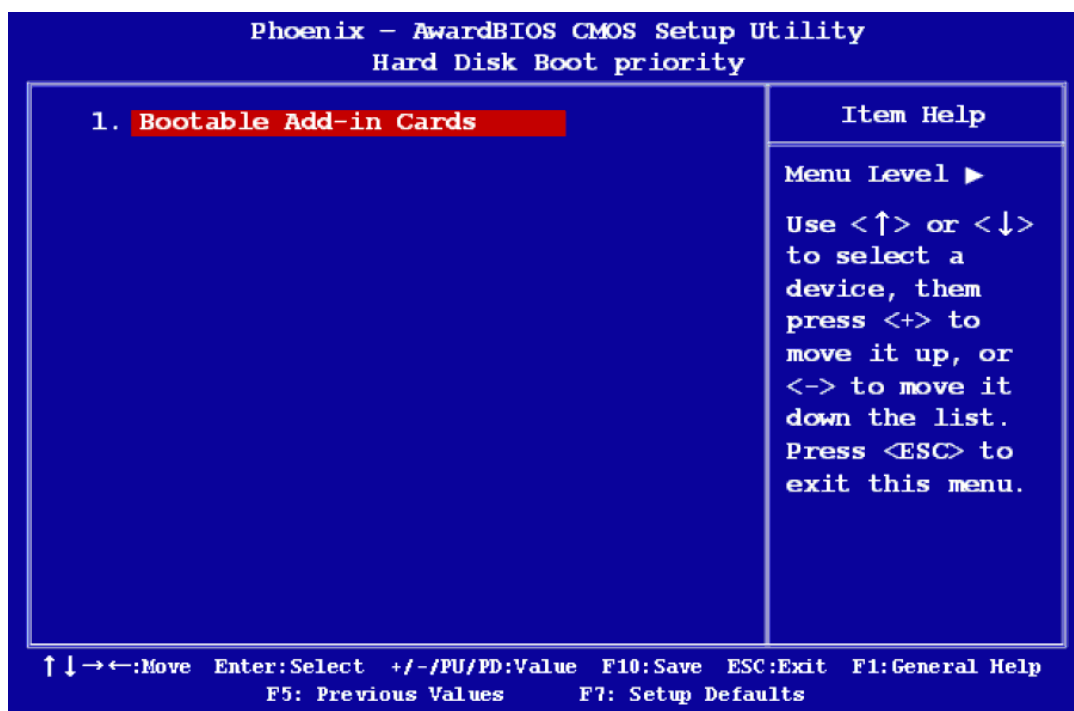 Phoenix – AwardBIOS CMOS Setup Utility
Hard Disk Boot priority
1. Bootable Add-in Cards
Item Help
Menu Level ▶
Use <↑> or <↓>
to select a
device, them
press <+> to
move it up, or
<-> to move it
down the list.
Press <ESC> to
exit this menu.
↑↓→←:Move Enter:Select +/-/PU/PD:Value F10:Save ESC:Exit F1:General Help
F5: Previous Values F7: Setup Defaults